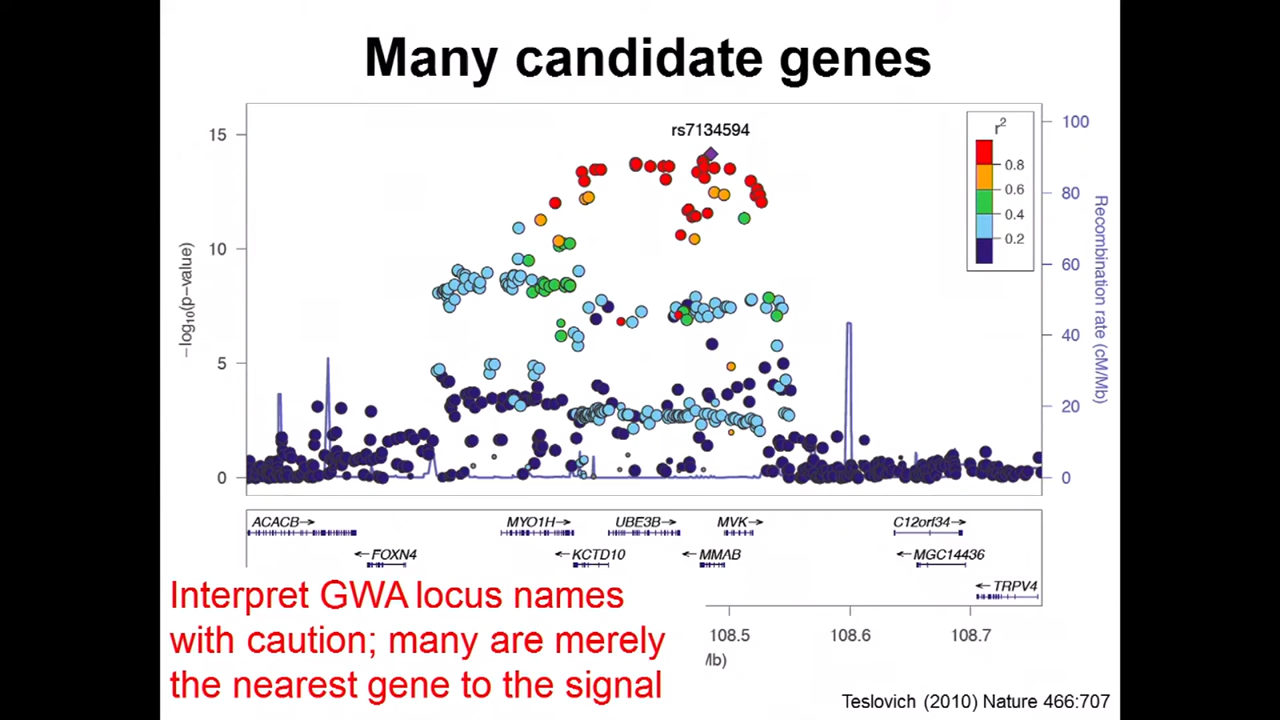 Many candidate genes
rs7134594
r²
0.8
0.6
0.4
0.2
15
10
5
0
−log10(p−value)
100
80
60
40
20
0
Recombination rate (cM/Mb)
ACACB→
MYO1H→
UBE3B→
MVK→
C12orf34→
←FOXN4
←KCTD10
←MMAB
←MGC14436
←TRPV4
108.5 108.6 108.7
Mb)
Interpret GWA locus names
with caution; many are merely
the nearest gene to the signal
Teslovich (2010) Nature 466:707